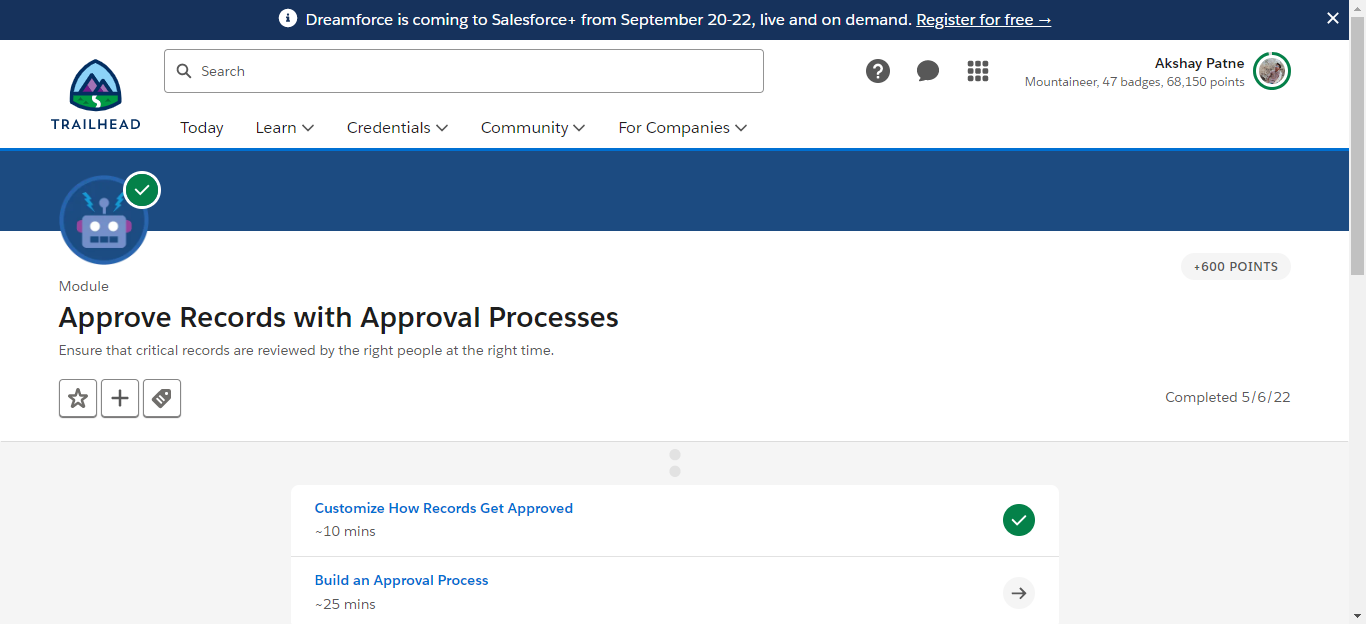 Dreamforce is coming to Salesforce+ from September 20-22, live and on demand. Register for free →
Search
Akshay Patne
Mountaineer, 47 badges, 68,150 points
TRAILHEAD
Today
Learn
Credentials
Community
For Companies
+600 POINTS
Module
Approve Records with Approval Processes
Ensure that critical records are reviewed by the right people at the right time.
Completed 5/6/22
Customize How Records Get Approved
~10 mins
Build an Approval Process
~25 mins